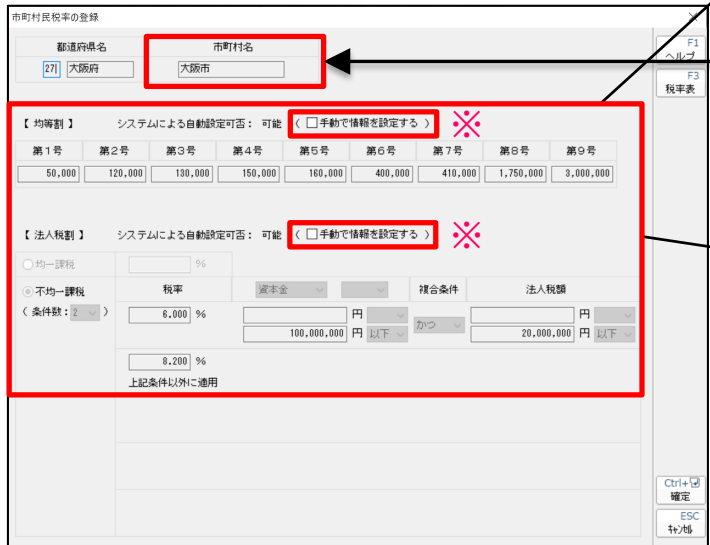 市町村民税率の登録
都道府県名 市町村名
27 大阪府 大阪市
F1
ヘルプ
F3
税率表
【 均等割 】 システムによる自動設定可否: 可能 ( □手動で情報を設定する ) ※
第1号 第2号 第3号 第4号 第5号 第6号 第7号 第8号 第9号
50,000 120,000 130,000 150,000 160,000 400,000 410,000 1,750,000 3,000,000
【 法人税割 】 システムによる自動設定可否: 可能 ( □手動で情報を設定する ) ※
均一課税 %
不均一課税 税率 資本金 複合条件 法人税額
( 条件数: 2 ) 6.000 % 円 かつ 円
100,000,000 円 以下 20,000,000 円 以下
8.200 %
上記条件以外に適用
Ctrl+
確定
ESC
キャンセル